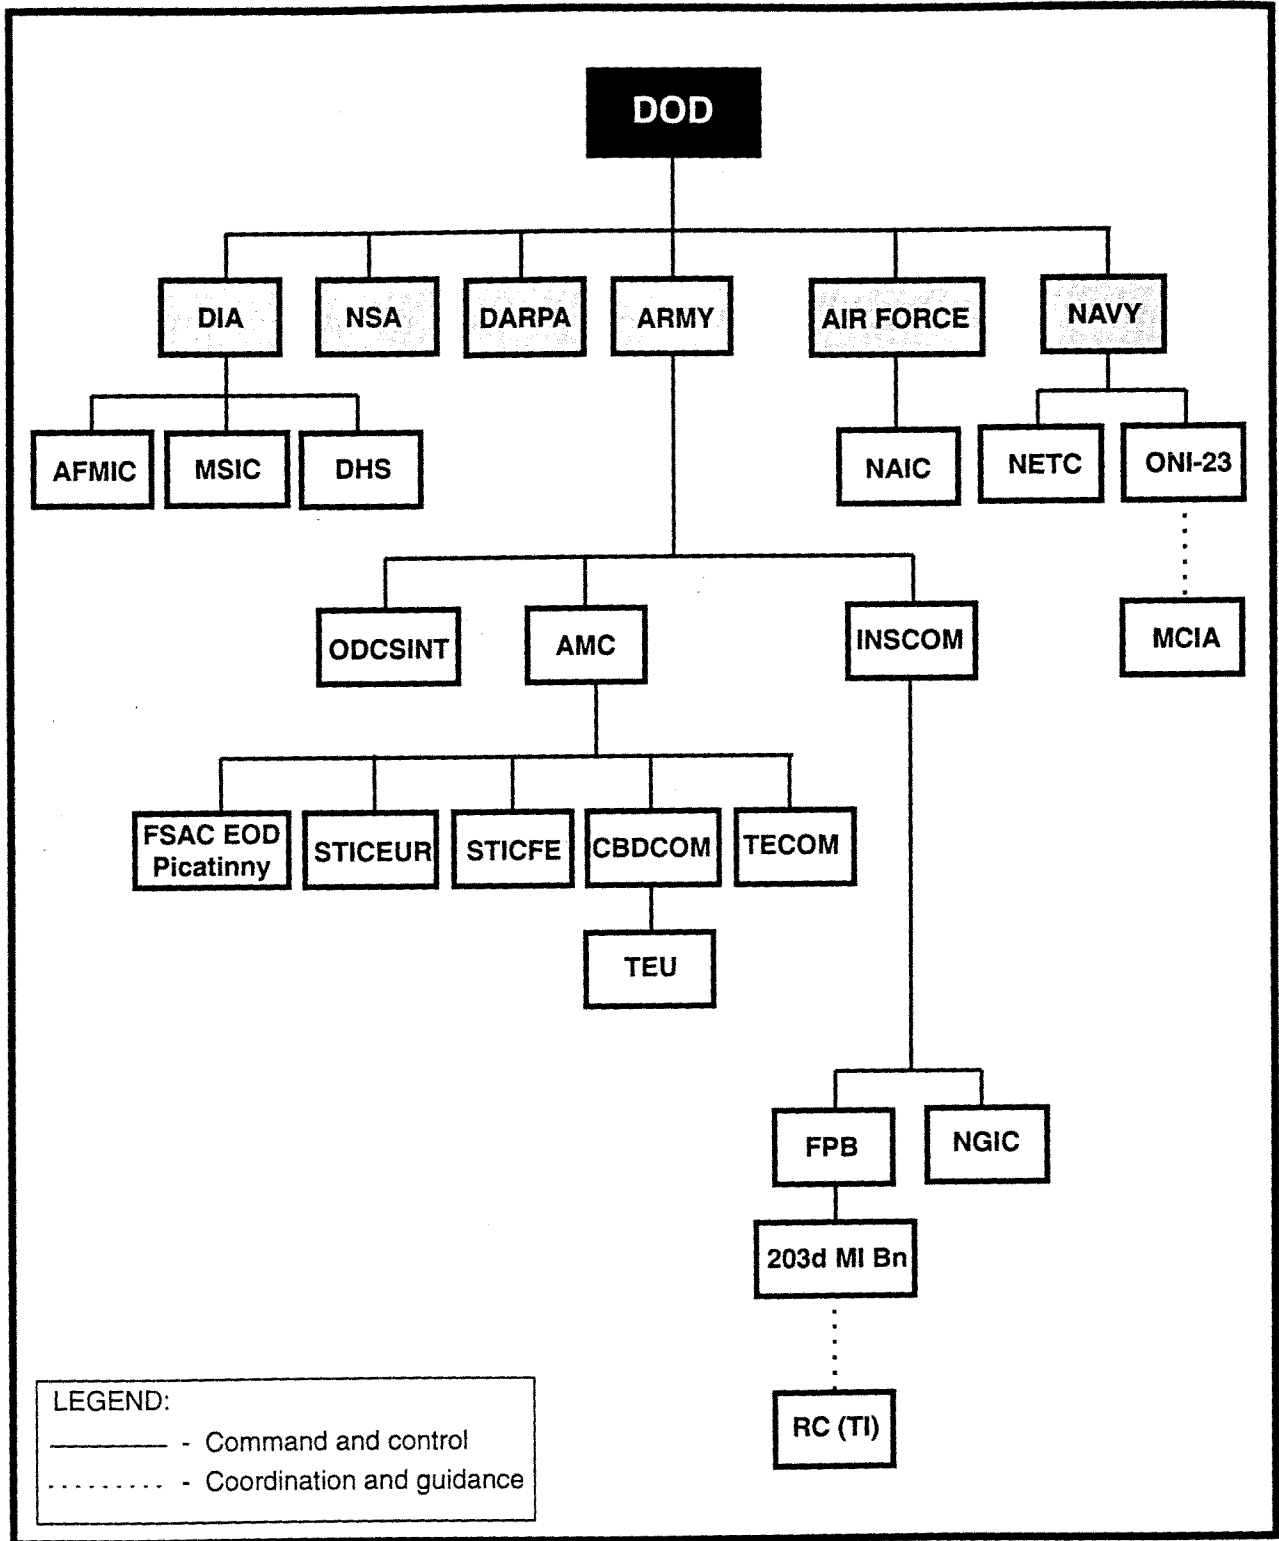 DOD
DIA
NSA
DARPA
ARMY
AIR FORCE
NAVY
AFMIC
MSIC
DHS
NAIC
NETC
ONI-23
ODCSINT
AMC
INSCOM
MCIA
FSAC EOD
Picatinny
STICEUR
STICFE
CBDCOM
TECOM
TEU
FPB
NGIC
203d MI Bn
RC (TI)
LEGEND:
- Command and control
- Coordination and guidance